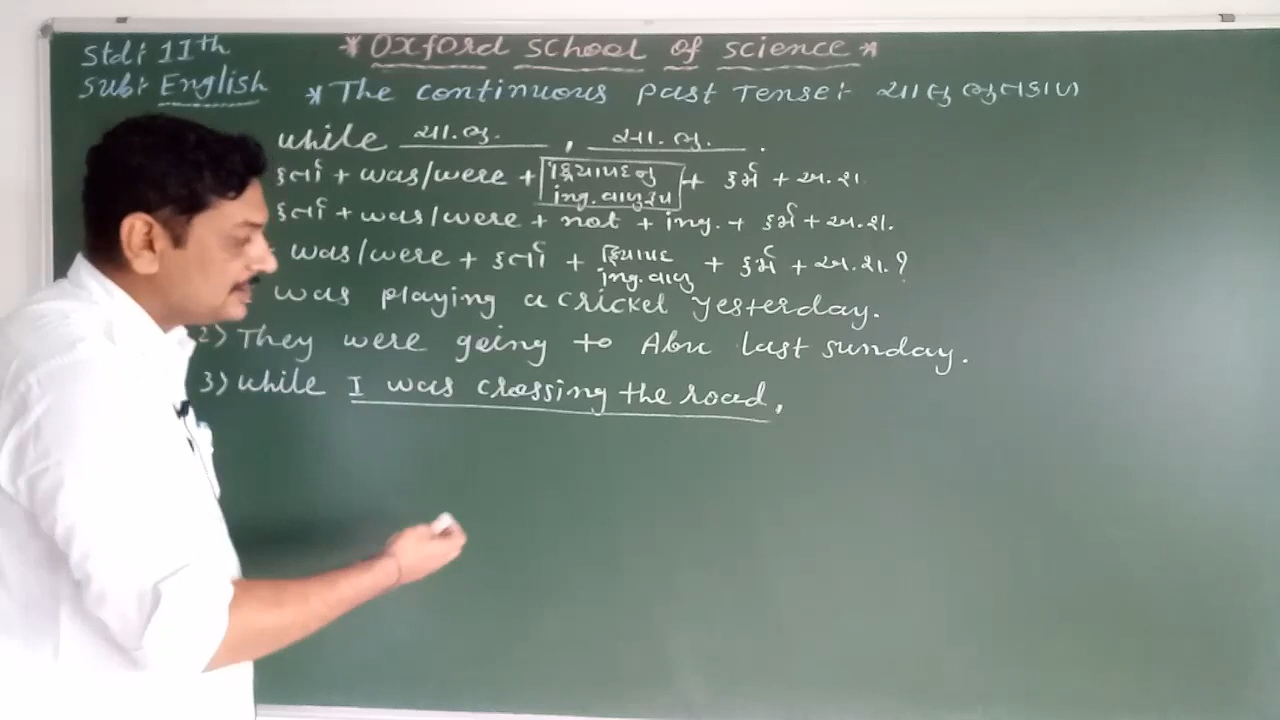 Std: 11th
* Oxford School of science *
Sub: English
* The continuous past Tense:- ચાલુ ભૂતકાળ
while ચા.ભૂ. , ચા.ભૂ. .
કર્તા + was/were + ક્રિયાપદનું ing. વાળુ રૂપ + કર્મ + અ.શ.
કર્તા + was/were + not + ing. + કર્મ + અ.શ.
was/were + કર્તા + ક્રિયાપદ ing. વાળુ + કર્મ + અ.શ.?
was playing a cricket yesterday.
2) They were going to Abu last sunday.
3) while I was crossing the road,